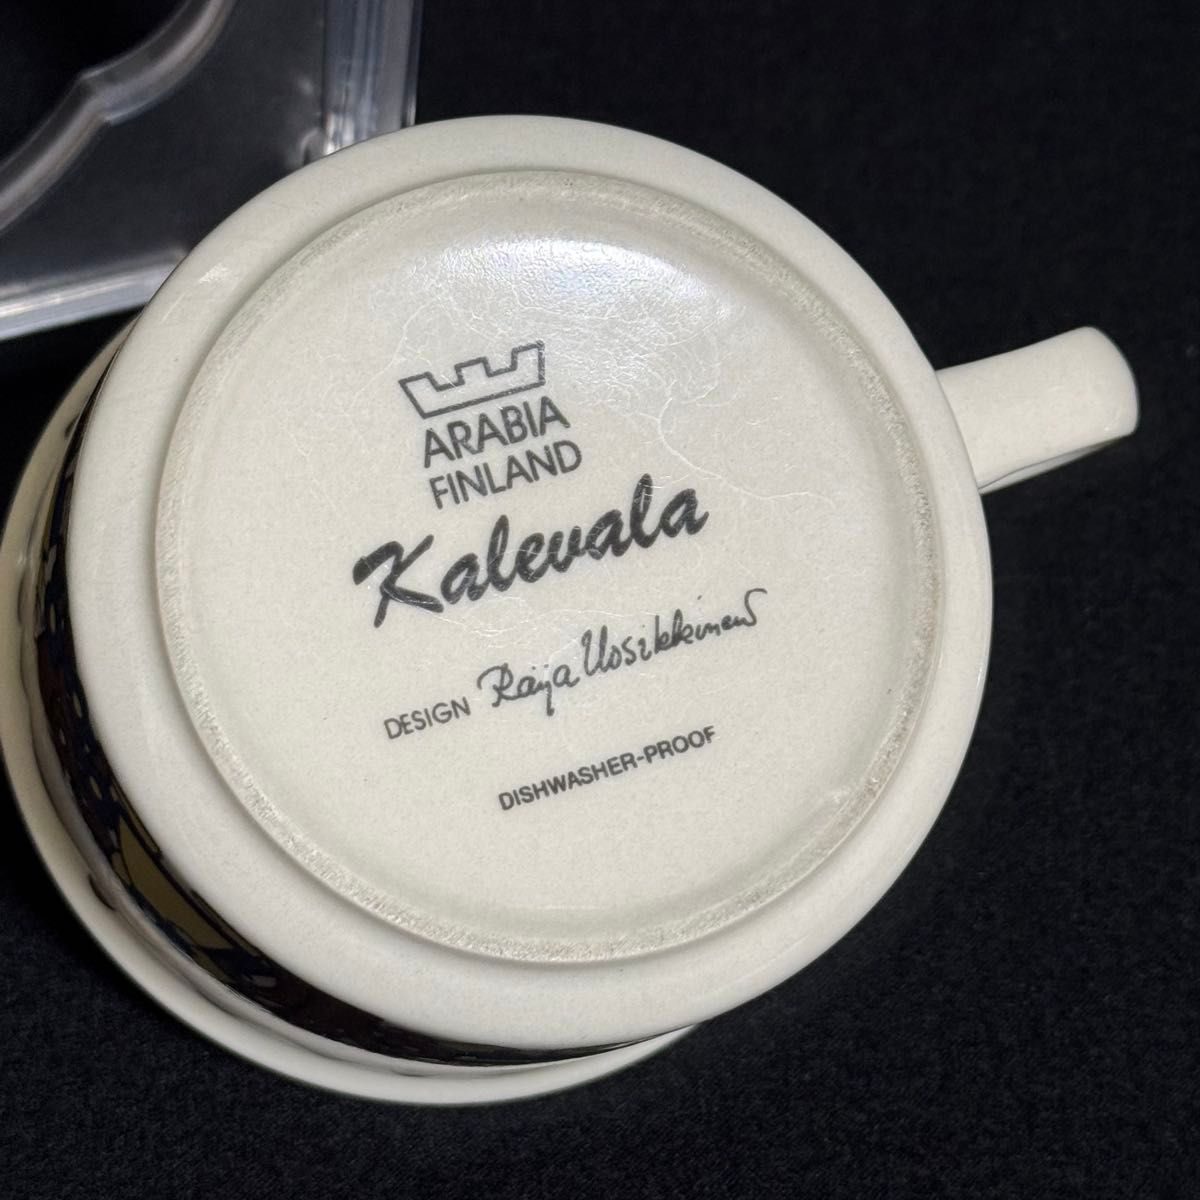 ARABIA
FINLAND
Kalevala
DESIGN Raija Uosikkinen
DISHWASHER-PROOF